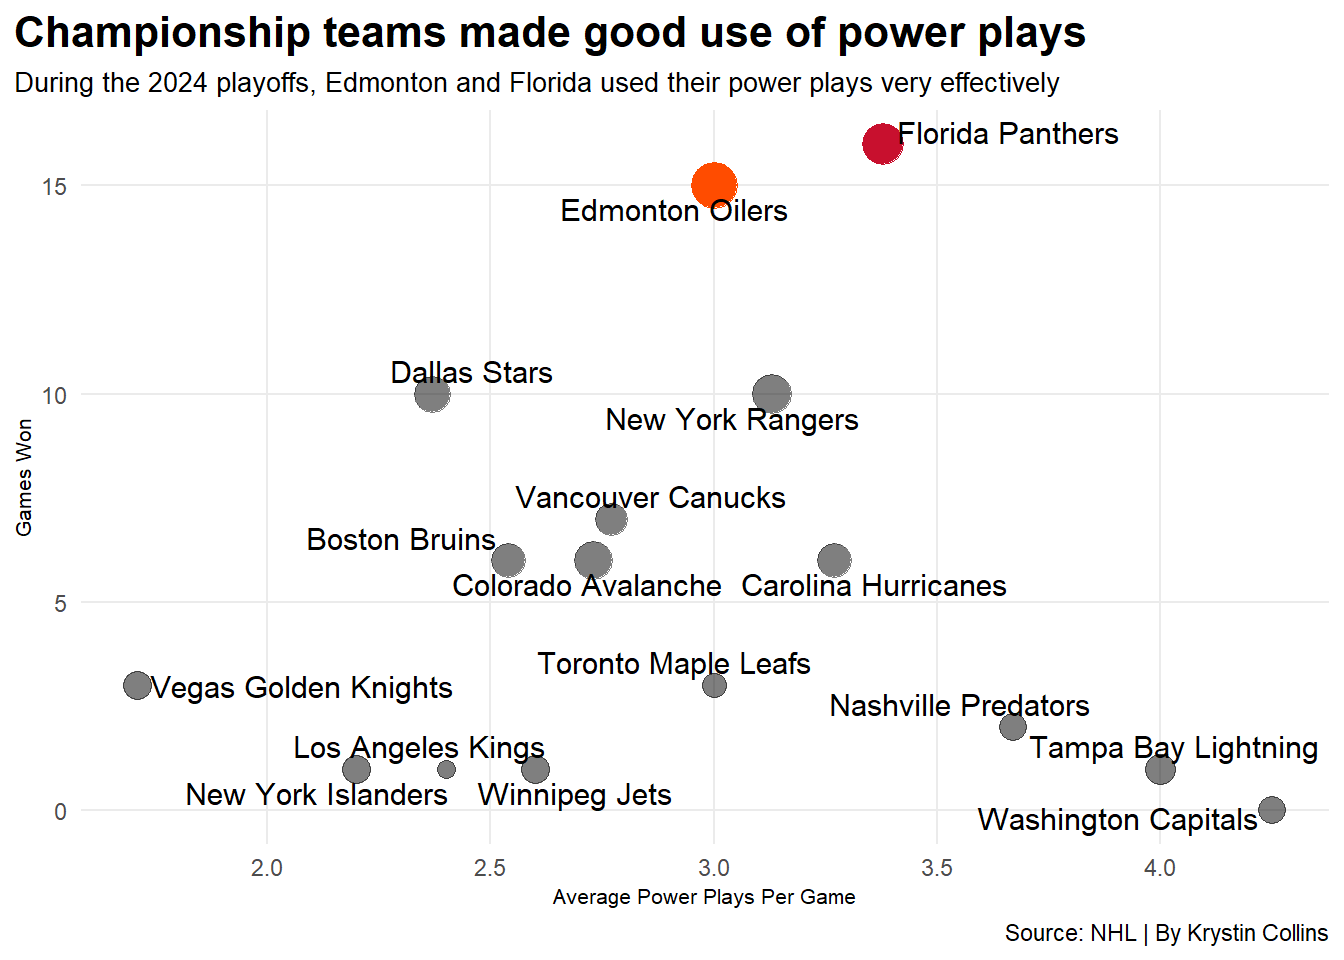 Championship teams made good use of power plays
During the 2024 playoffs, Edmonton and Florida used their power plays very effectively
Florida Panthers
15
Edmonton Oilers
Dallas Stars
10
New York Rangers
Games Won
Vancouver Canucks
Boston Bruins
Colorado Avalanche
Carolina Hurricanes
5
Toronto Maple Leafs
Vegas Golden Knights
Nashville Predators
Los Angeles Kings
Tampa Bay Lightning
New York Islanders
Winnipeg Jets
0
Washington Capitals
2.0 2.5 3.0 3.5 4.0
Average Power Plays Per Game
Source: NHL | By Krystin Collins